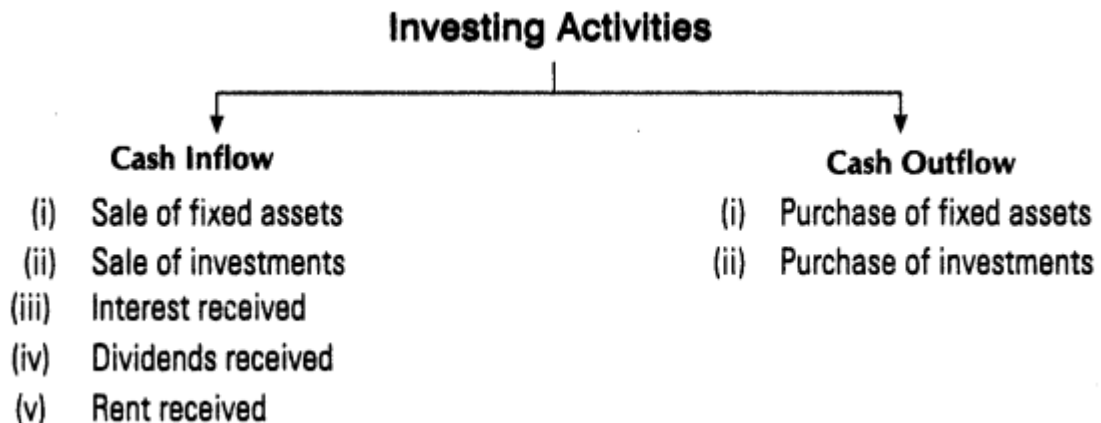 Investing Activities
Cash Inflow
(i) Sale of fixed assets
(ii) Sale of investments
(iii) Interest received
(iv) Dividends received
(v) Rent received
Cash Outflow
(i) Purchase of fixed assets
(ii) Purchase of investments